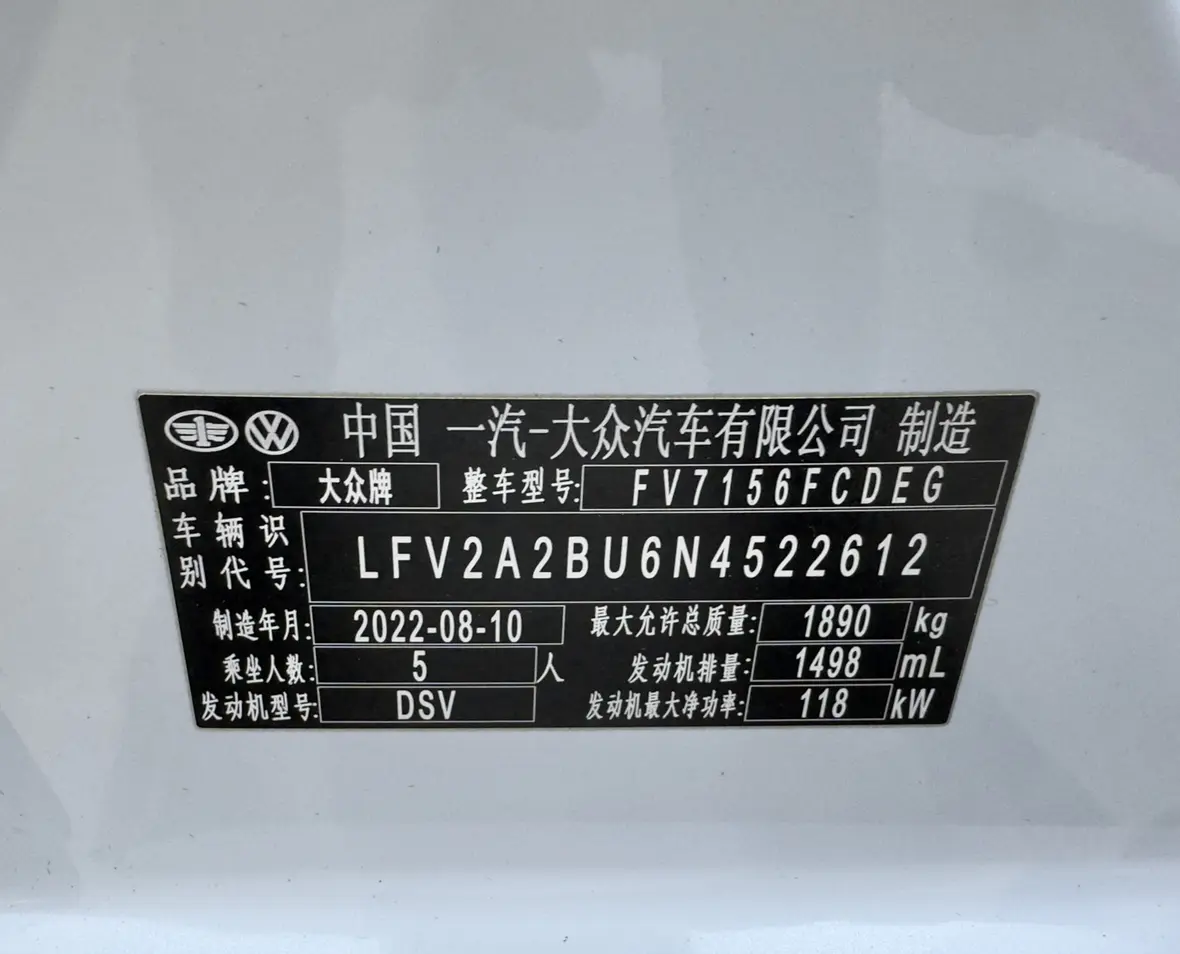 中国 一汽-大众汽车有限公司 制造
品牌: 大众牌 整车型号: FV7156FCDEG
车辆识别代号: LFV2A2BU6N4522612
制造年月: 2022-08-10 最大允许总质量: 1890 kg
乘坐人数: 5 人 发动机排量: 1498 mL
发动机型号: DSV 发动机最大净功率: 118 kW